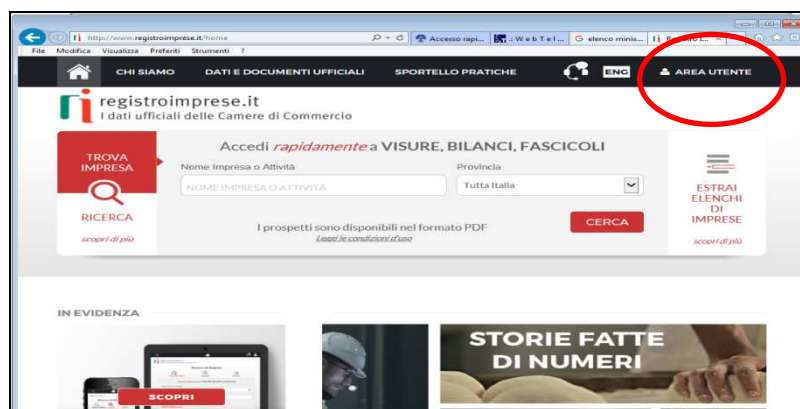 http://www.registroimprese.it/home
Accesso rapi...
.: W e b T e l ...
elenco minis...
File Modifica Visualizza Preferiti Strumenti ?
CHI SIAMO DATI E DOCUMENTI UFFICIALI SPORTELLO PRATICHE ENG AREA UTENTE
ri registroimprese.it
I dati ufficiali delle Camere di Commercio
TROVA
IMPRESA
RICERCA
scopri di più
Accedi rapidamente a VISURE, BILANCI, FASCICOLI
Nome Impresa o Attività Provincia
NOME IMPRESA O ATTIVITÀ Tutta Italia
CERCA
I prospetti sono disponibili nel formato PDF
Leggi le condizioni d'uso
ESTRAI
ELENCHI
DI
IMPRESE
scopri di più
IN EVIDENZA
SCOPRI
STORIE FATTE
DI NUMERI